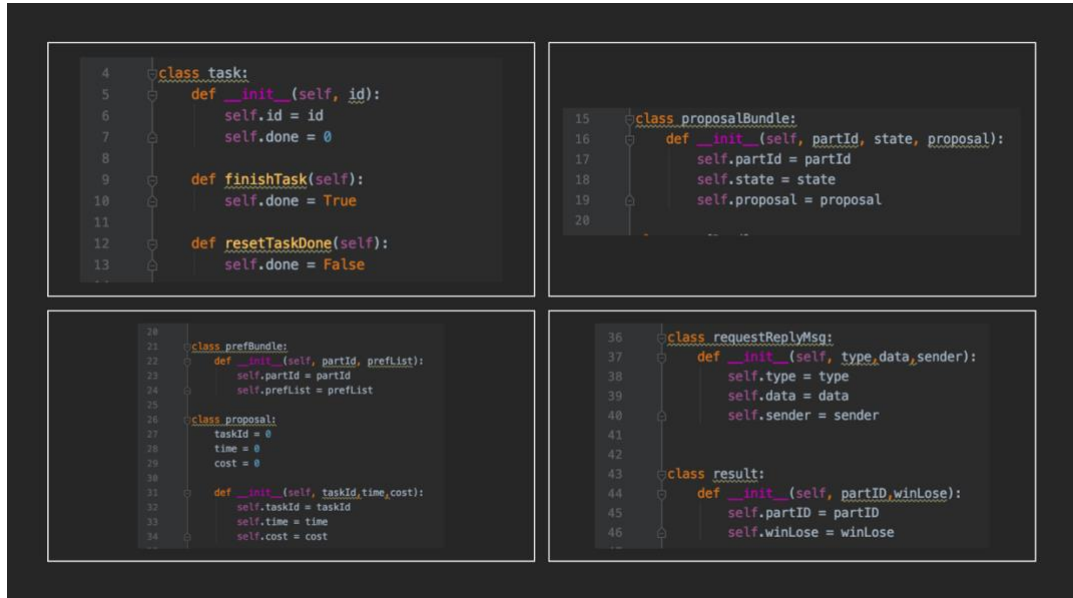 4 class task:
5 def __init__(self, id):
6 self.id = id
7 self.done = 0
8
9 def finishTask(self):
10 self.done = True
11
12 def resetTaskDone(self):
13 self.done = False
15 class proposalBundle:
16 def __init__(self, partId, state, proposal):
17 self.partId = partId
18 self.state = state
19 self.proposal = proposal
20
20
21 class prefBundle:
22 def __init__(self, partId, prefList):
23 self.partId = partId
24 self.prefList = prefList
25
26 class proposal:
27 taskId = 0
28 time = 0
29 cost = 0
30
31 def __init__(self, taskId,time,cost):
32 self.taskId = taskId
33 self.time = time
34 self.cost = cost
36 class requestReplyMsg:
37 def __init__(self, type,data,sender):
38 self.type = type
39 self.data = data
40 self.sender = sender
41
42
43 class result:
44 def __init__(self, partID,winLose):
45 self.partID = partID
46 self.winLose = winLose